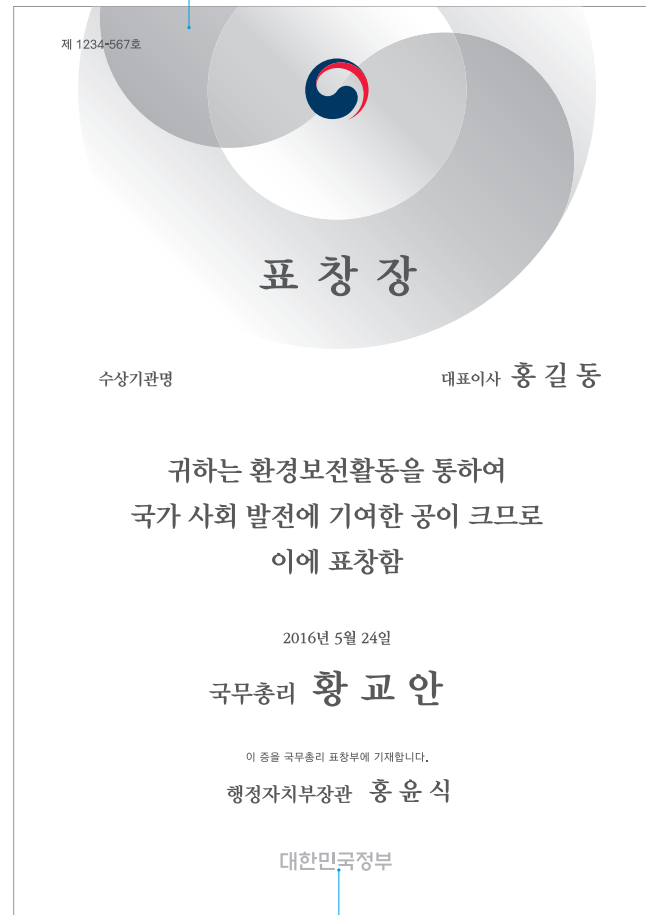 제 1234-567호
표 창 장
수상기관명 대표이사 홍 길 동
귀하는 환경보전활동을 통하여
국가 사회 발전에 기여한 공이 크므로
이에 표창함
2016년 5월 24일
국무총리 황 교 안
이 증을 국무총리 표창부에 기재합니다.
행정자치부장관 홍 윤 식
대한민국정부